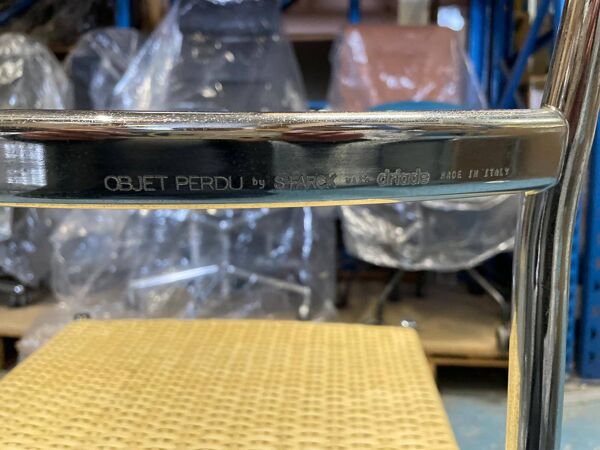 OBJET PERDU by STARCK for driade MADE IN ITALY